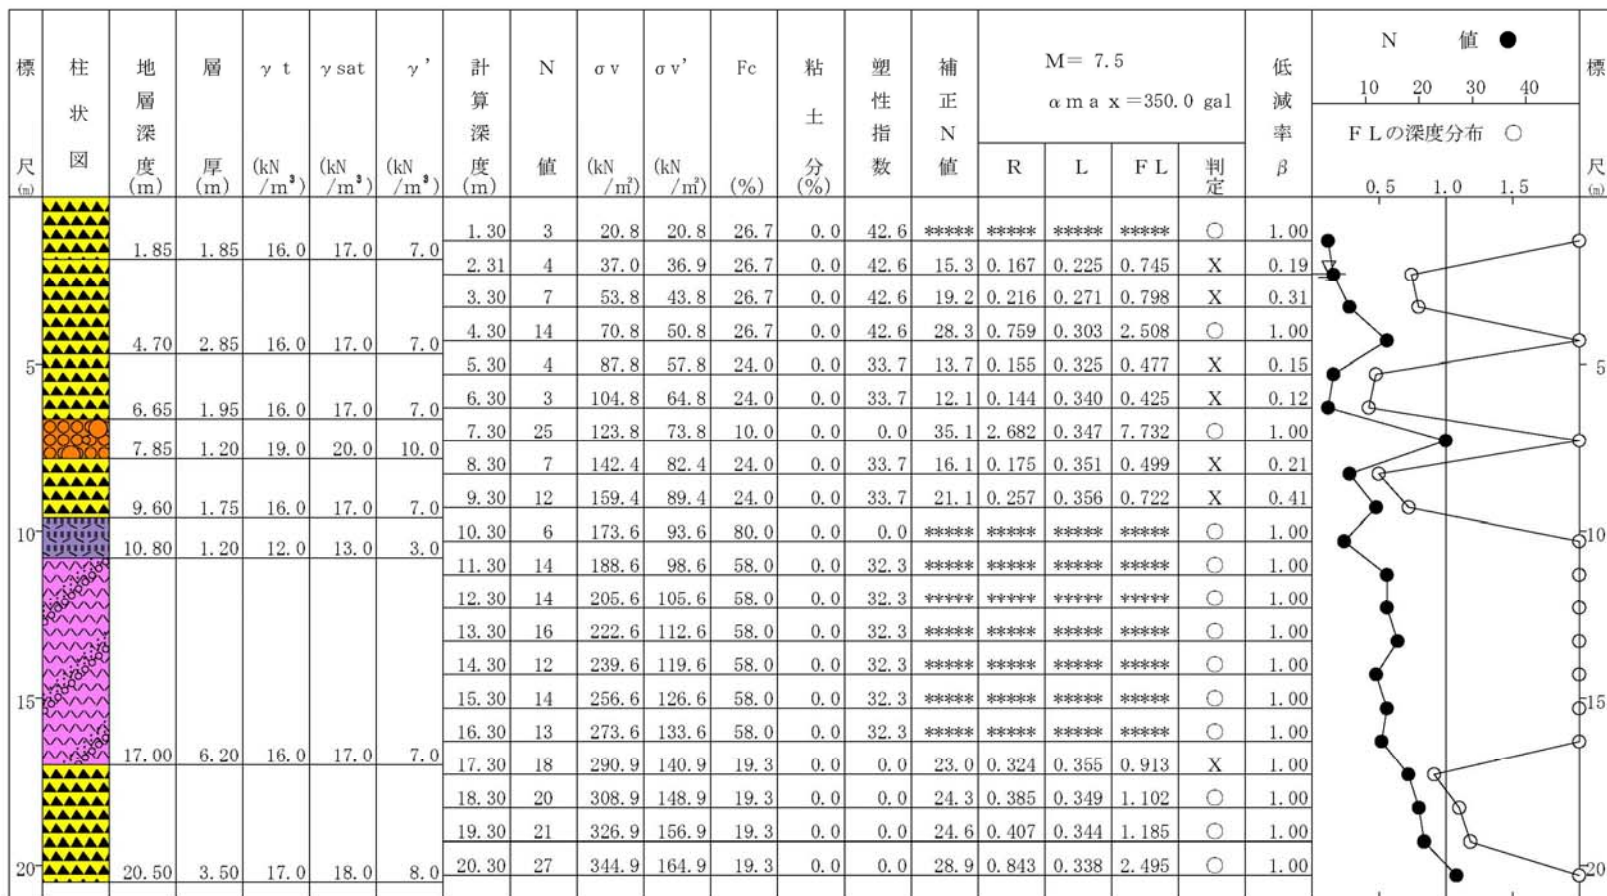 標尺(m) 柱状図 地層深度(m) 層厚(m) γt(kN/m³) γsat(kN/m³) γ'(kN/m³) 計算深度(m) N値 σv(kN/㎡) σv'(kN/㎡) Fc(%) 粘土分(%) 塑性指数 補正N値 M= 7.5 低減率β N 値 ● 標尺(m)
αmax=350.0 gal
10 20 30 40
FLの深度分布 ○
R L FL 判定
0.5 1.0 1.5
1.30 3 20.8 20.8 26.7 0.0 42.6 ***** ***** ***** ***** ○ 1.00
1.85 1.85 16.0 17.0 7.0
2.31 4 37.0 36.9 26.7 0.0 42.6 15.3 0.167 0.225 0.745 X 0.19
3.30 7 53.8 43.8 26.7 0.0 42.6 19.2 0.216 0.271 0.798 X 0.31
4.30 14 70.8 50.8 26.7 0.0 42.6 28.3 0.759 0.303 2.508 ○ 1.00
4.70 2.85 16.0 17.0 7.0
5 5.30 4 87.8 57.8 24.0 0.0 33.7 13.7 0.155 0.325 0.477 X 0.15 5
6.30 3 104.8 64.8 24.0 0.0 33.7 12.1 0.144 0.340 0.425 X 0.12
6.65 1.95 16.0 17.0 7.0
7.30 25 123.8 73.8 10.0 0.0 0.0 35.1 2.682 0.347 7.732 ○ 1.00
7.85 1.20 19.0 20.0 10.0
8.30 7 142.4 82.4 24.0 0.0 33.7 16.1 0.175 0.351 0.499 X 0.21
9.30 12 159.4 89.4 24.0 0.0 33.7 21.1 0.257 0.356 0.722 X 0.41
9.60 1.75 16.0 17.0 7.0
10 10.30 6 173.6 93.6 80.0 0.0 0.0 ***** ***** ***** ***** ○ 1.00 10
10.80 1.20 12.0 13.0 3.0
11.30 14 188.6 98.6 58.0 0.0 32.3 ***** ***** ***** ***** ○ 1.00
12.30 14 205.6 105.6 58.0 0.0 32.3 ***** ***** ***** ***** ○ 1.00
13.30 16 222.6 112.6 58.0 0.0 32.3 ***** ***** ***** ***** ○ 1.00
14.30 12 239.6 119.6 58.0 0.0 32.3 ***** ***** ***** ***** ○ 1.00
15 15.30 14 256.6 126.6 58.0 0.0 32.3 ***** ***** ***** ***** ○ 1.00 15
16.30 13 273.6 133.6 58.0 0.0 32.3 ***** ***** ***** ***** ○ 1.00
17.00 6.20 16.0 17.0 7.0
17.30 18 290.9 140.9 19.3 0.0 0.0 23.0 0.324 0.355 0.913 X 1.00
18.30 20 308.9 148.9 19.3 0.0 0.0 24.3 0.385 0.349 1.102 ○ 1.00
19.30 21 326.9 156.9 19.3 0.0 0.0 24.6 0.407 0.344 1.185 ○ 1.00
20 20.30 27 344.9 164.9 19.3 0.0 0.0 28.9 0.843 0.338 2.495 ○ 1.00 20
20.50 3.50 17.0 18.0 8.0